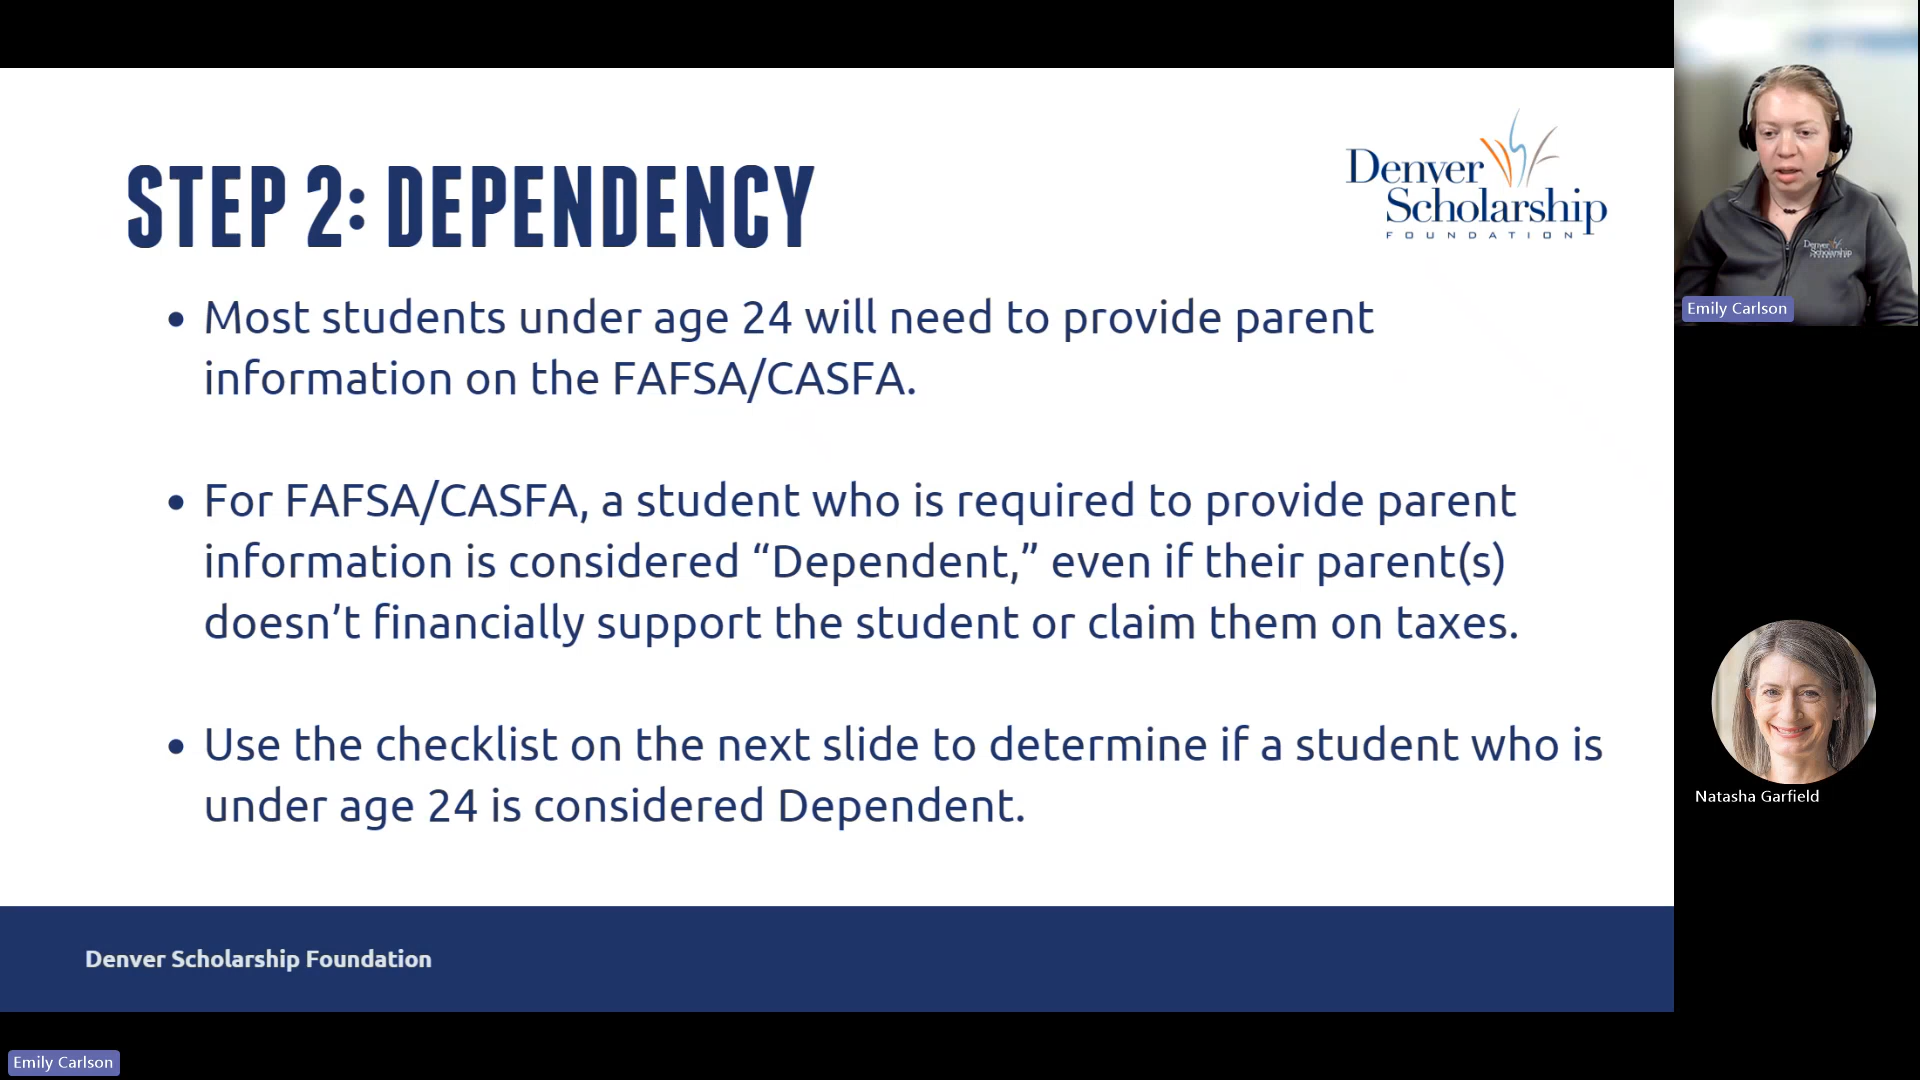 STEP 2: DEPENDENCY
Denver
Scholarship
FOUNDATION
• Most students under age 24 will need to provide parent
information on the FAFSA/CASFA.
• For FAFSA/CASFA, a student who is required to provide parent
information is considered “Dependent,” even if their parent(s)
doesn’t financially support the student or claim them on taxes.
• Use the checklist on the next slide to determine if a student who is
under age 24 is considered Dependent.
Denver Scholarship Foundation
Emily Carlson
Denver
Scholarship
FOUNDATION
Emily Carlson
Natasha Garfield